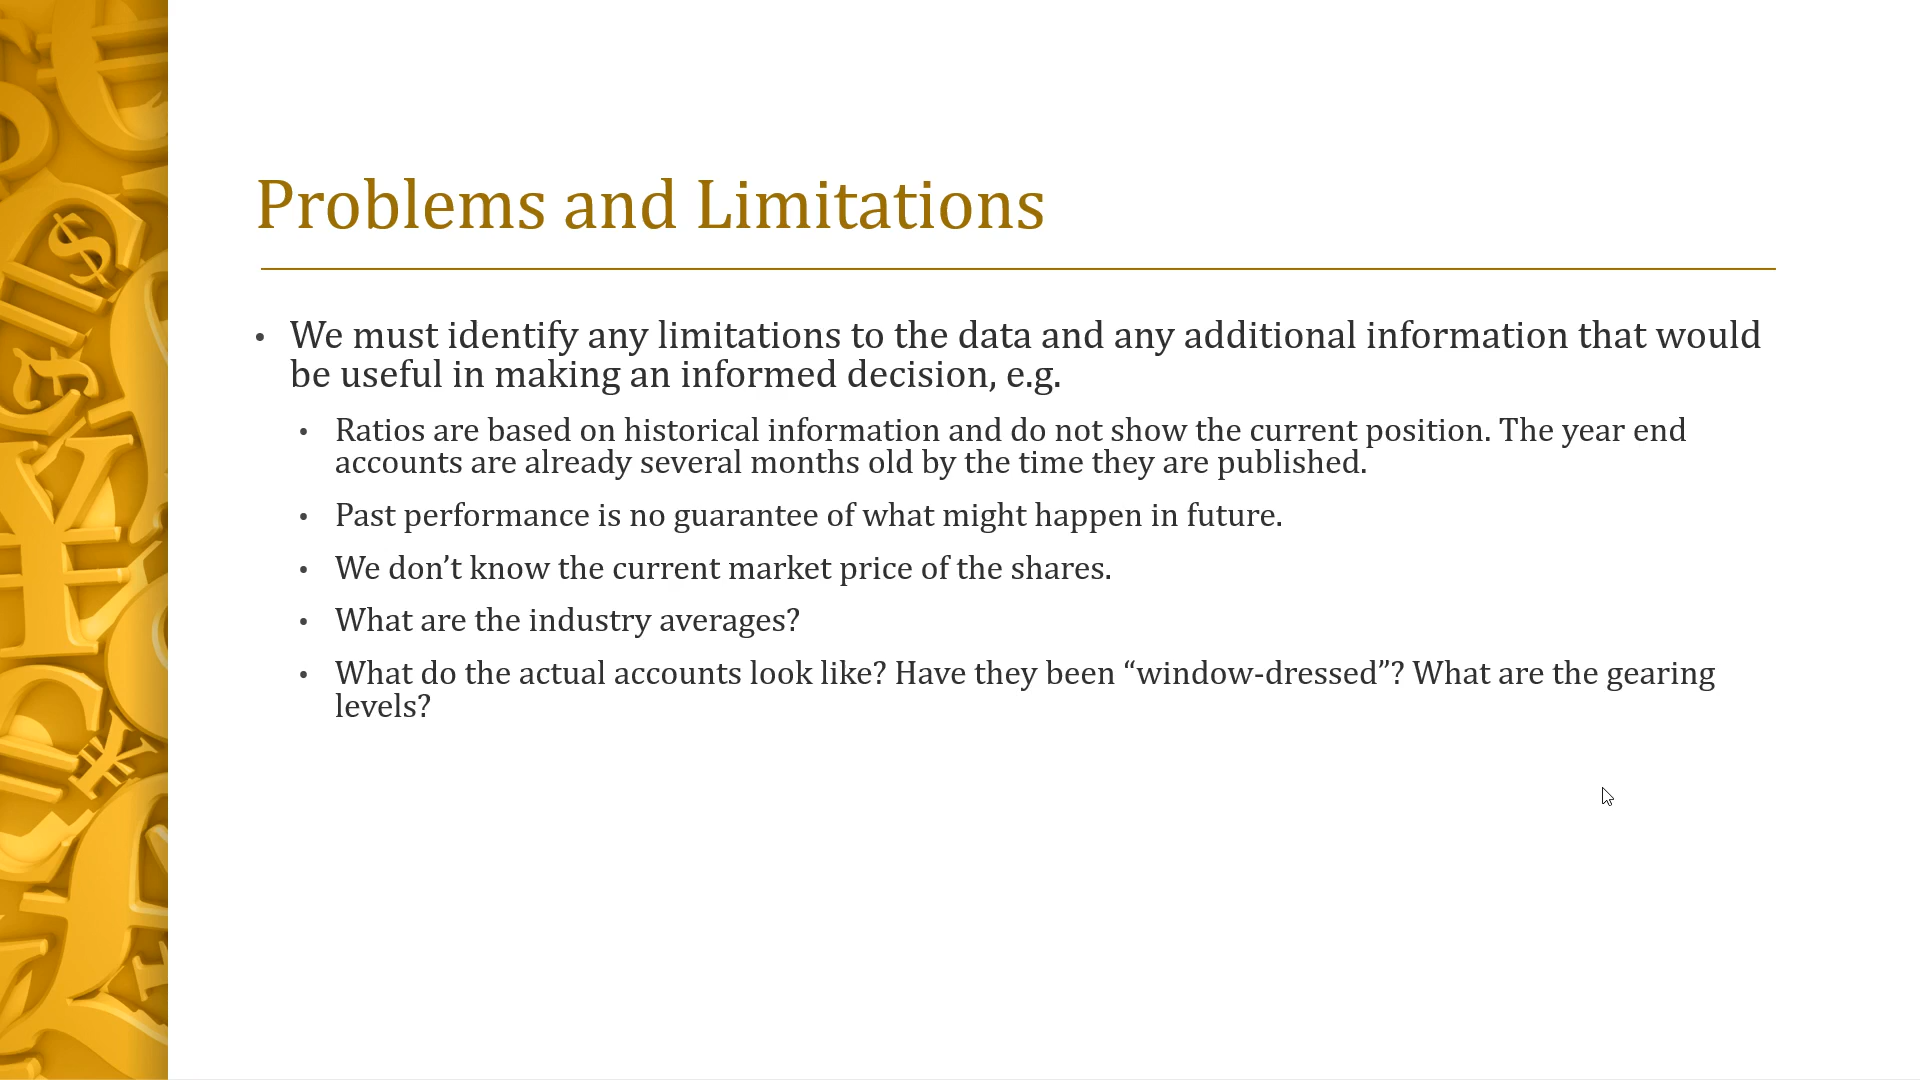 Problems and Limitations
• We must identify any limitations to the data and any additional information that would
be useful in making an informed decision, e.g.
• Ratios are based on historical information and do not show the current position. The year end
accounts are already several months old by the time they are published.
• Past performance is no guarantee of what might happen in future.
• We don’t know the current market price of the shares.
• What are the industry averages?
• What do the actual accounts look like? Have they been “window-dressed”? What are the gearing
levels?